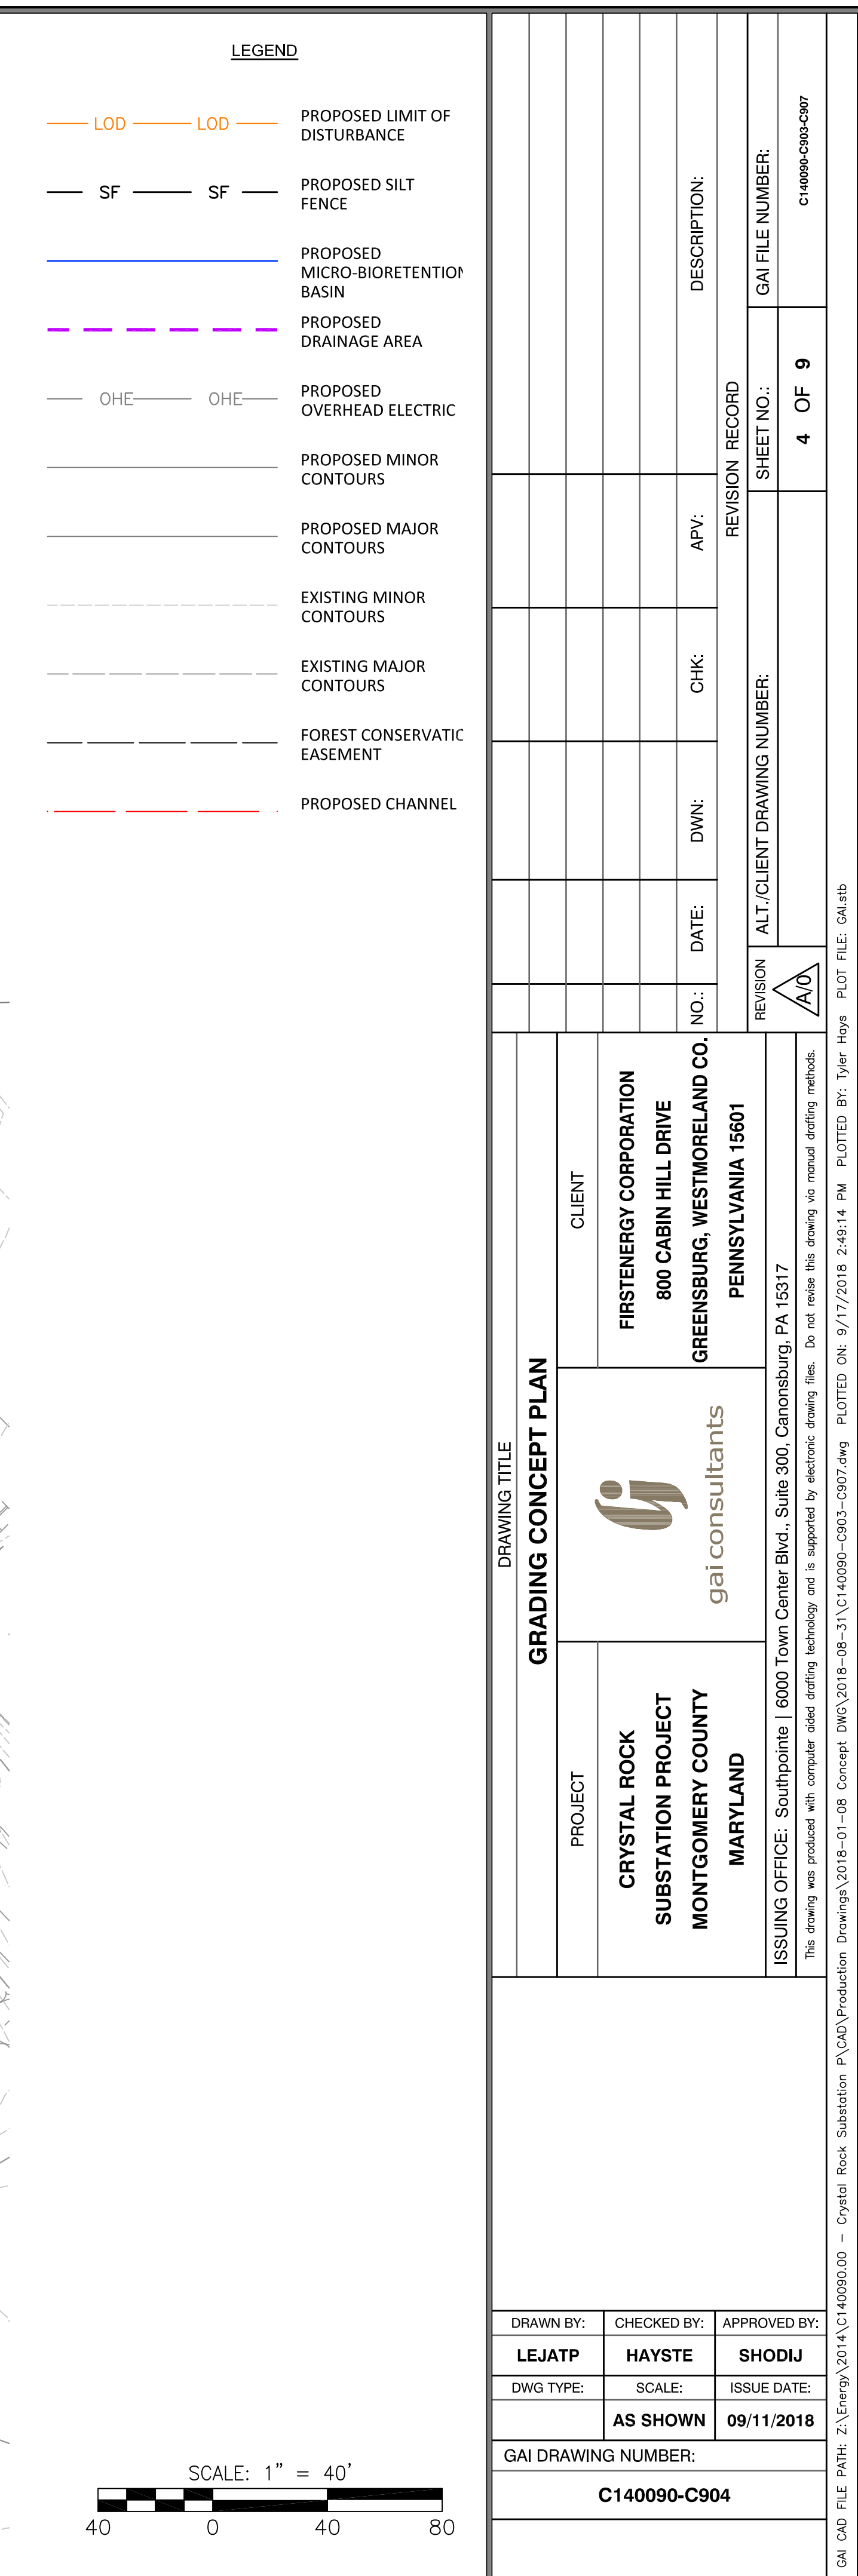 LEGEND
LOD LOD
PROPOSED LIMIT OF
DISTURBANCE
SF SF
PROPOSED SILT
FENCE
PROPOSED
MICRO-BIORETENTION
BASIN
PROPOSED
DRAINAGE AREA
OHE OHE
PROPOSED
OVERHEAD ELECTRIC
PROPOSED MINOR
CONTOURS
PROPOSED MAJOR
CONTOURS
EXISTING MINOR
CONTOURS
EXISTING MAJOR
CONTOURS
FOREST CONSERVATIC
EASEMENT
PROPOSED CHANNEL
SCALE: 1" = 40'
40 0 40 80
NO.: DATE: DWN: CHK: APV: DESCRIPTION:
REVISION RECORD
REVISION
A/0
ALT./CLIENT DRAWING NUMBER:
SHEET NO.:
4 OF 9
GAI FILE NUMBER:
C140090-C903-C907
DRAWING TITLE
GRADING CONCEPT PLAN
PROJECT
CRYSTAL ROCK
SUBSTATION PROJECT
MONTGOMERY COUNTY
MARYLAND
gai consultants
CLIENT
FIRSTENERGY CORPORATION
800 CABIN HILL DRIVE
GREENSBURG, WESTMORELAND CO.
PENNSYLVANIA 15601
ISSUING OFFICE: Southpointe | 6000 Town Center Blvd., Suite 300, Canonsburg, PA 15317
This drawing was produced with computer aided drafting technology and is supported by electronic drawing files. Do not revise this drawing via manual drafting methods.
DRAWN BY: CHECKED BY: APPROVED BY:
LEJATP HAYSTE SHODIJ
DWG TYPE: SCALE: ISSUE DATE:
AS SHOWN 09/11/2018
GAI DRAWING NUMBER:
C140090-C904
GAI CAD FILE PATH: Z:\Energy\2014\C140090.00 - Crystal Rock Substation P\CAD\Production Drawings\2018-01-08 Concept DWG\2018-08-31\C140090-C903-C907.dwg PLOTTED ON: 9/17/2018 2:49:14 PM PLOTTED BY: Tyler Hays PLOT FILE: GAI.stb